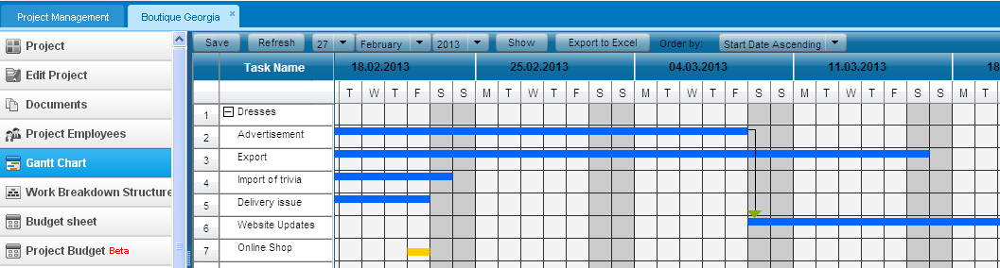 Project Management Boutique Georgia ×
Project
Edit Project
Documents
Project Employees
Gantt Chart
Work Breakdown Structure
Budget sheet
Project Budget Beta
Save Refresh 27 February 2013 Show Export to Excel Order by: Start Date Ascending
Task Name 18.02.2013 25.02.2013 04.03.2013 11.03.2013 18
T W T F S S M T W T F S S M T W T F S S M T W T F S S M T
1 Dresses
2 Advertisement
3 Export
4 Import of trivia
5 Delivery issue
6 Website Updates
7 Online Shop